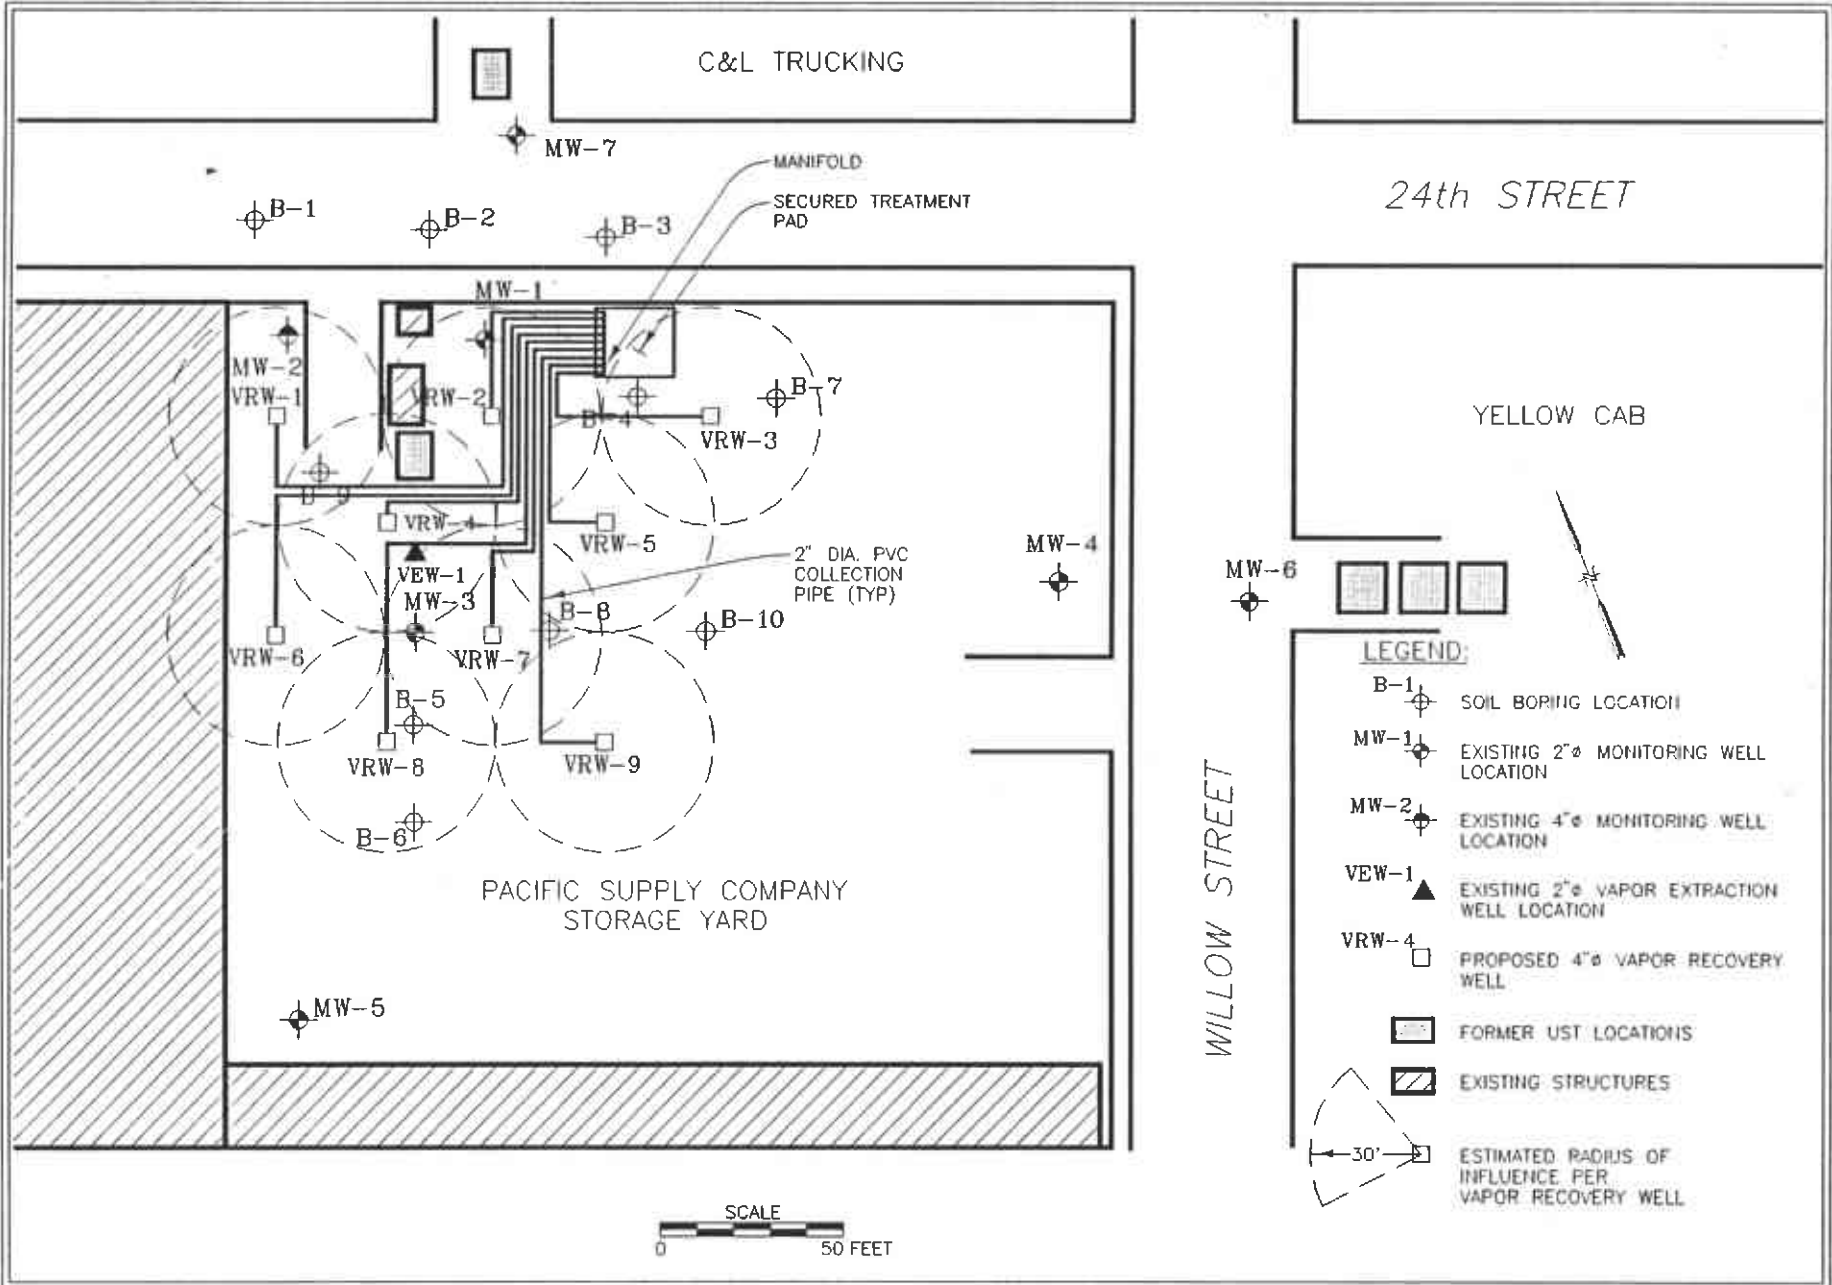 C&L TRUCKING
MW-7
MANIFOLD
24th STREET
SECURED TREATMENT
PAD
B-1
B-2
B-3
MW-1
MW-2
VRW-1
VRW-2
B-4
B-7
VRW-3
YELLOW CAB
B-9
VRW-4
VRW-5
MW-4
2" DIA. PVC
COLLECTION
PIPE (TYP)
VEW-1
MW-3
MW-6
B-8
B-10
VRW-6
VRW-7
B-5
VRW-8
VRW-9
B-6
PACIFIC SUPPLY COMPANY
STORAGE YARD
WILLOW STREET
MW-5
LEGEND:
B-1
SOIL BORING LOCATION
MW-1
EXISTING 2"ø MONITORING WELL
LOCATION
MW-2
EXISTING 4"ø MONITORING WELL
LOCATION
VEW-1
EXISTING 2"ø VAPOR EXTRACTION
WELL LOCATION
VRW-4
PROPOSED 4"ø VAPOR RECOVERY
WELL
FORMER UST LOCATIONS
EXISTING STRUCTURES
30'
ESTIMATED RADIUS OF
INFLUENCE PER
VAPOR RECOVERY WELL
SCALE
0 50 FEET